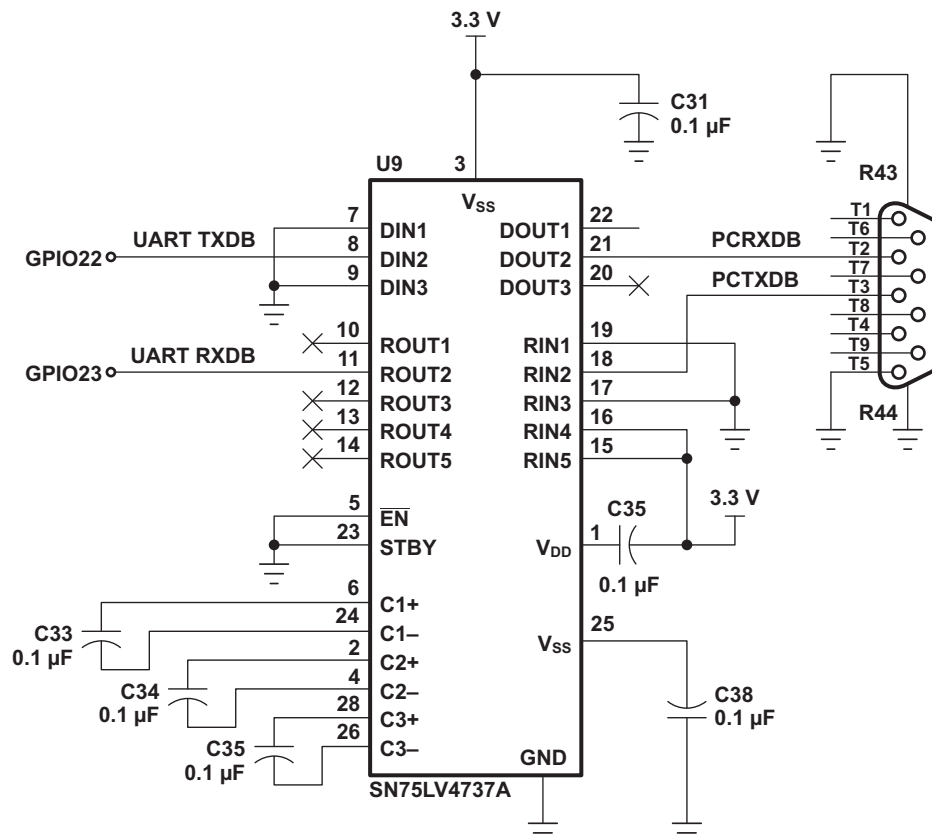 3.3 V
C31
0.1 µF
U9
3
VSS
R43
7 DIN1
DOUT1 22
T1
T6
GPIO22 UART TXDB 8 DIN2
DOUT2 21 PCRXDB T2
9 DIN3
DOUT3 20
T7
PCTXDB T3
T8
10 ROUT1
RIN1 19
T4
GPIO23 UART RXDB 11 ROUT2
RIN2 18
T9
T5
12 ROUT3
RIN3 17
R44
13 ROUT4
RIN4 16
14 ROUT5
RIN5 15
3.3 V
5 EN
C35
23 STBY
VDD 1
0.1 µF
6 C1+
24 C1–
VSS 25
C33
0.1 µF
2 C2+
4 C2–
C34
0.1 µF
C38
0.1 µF
28 C3+
26 C3–
C35
0.1 µF
GND
SN75LV4737A